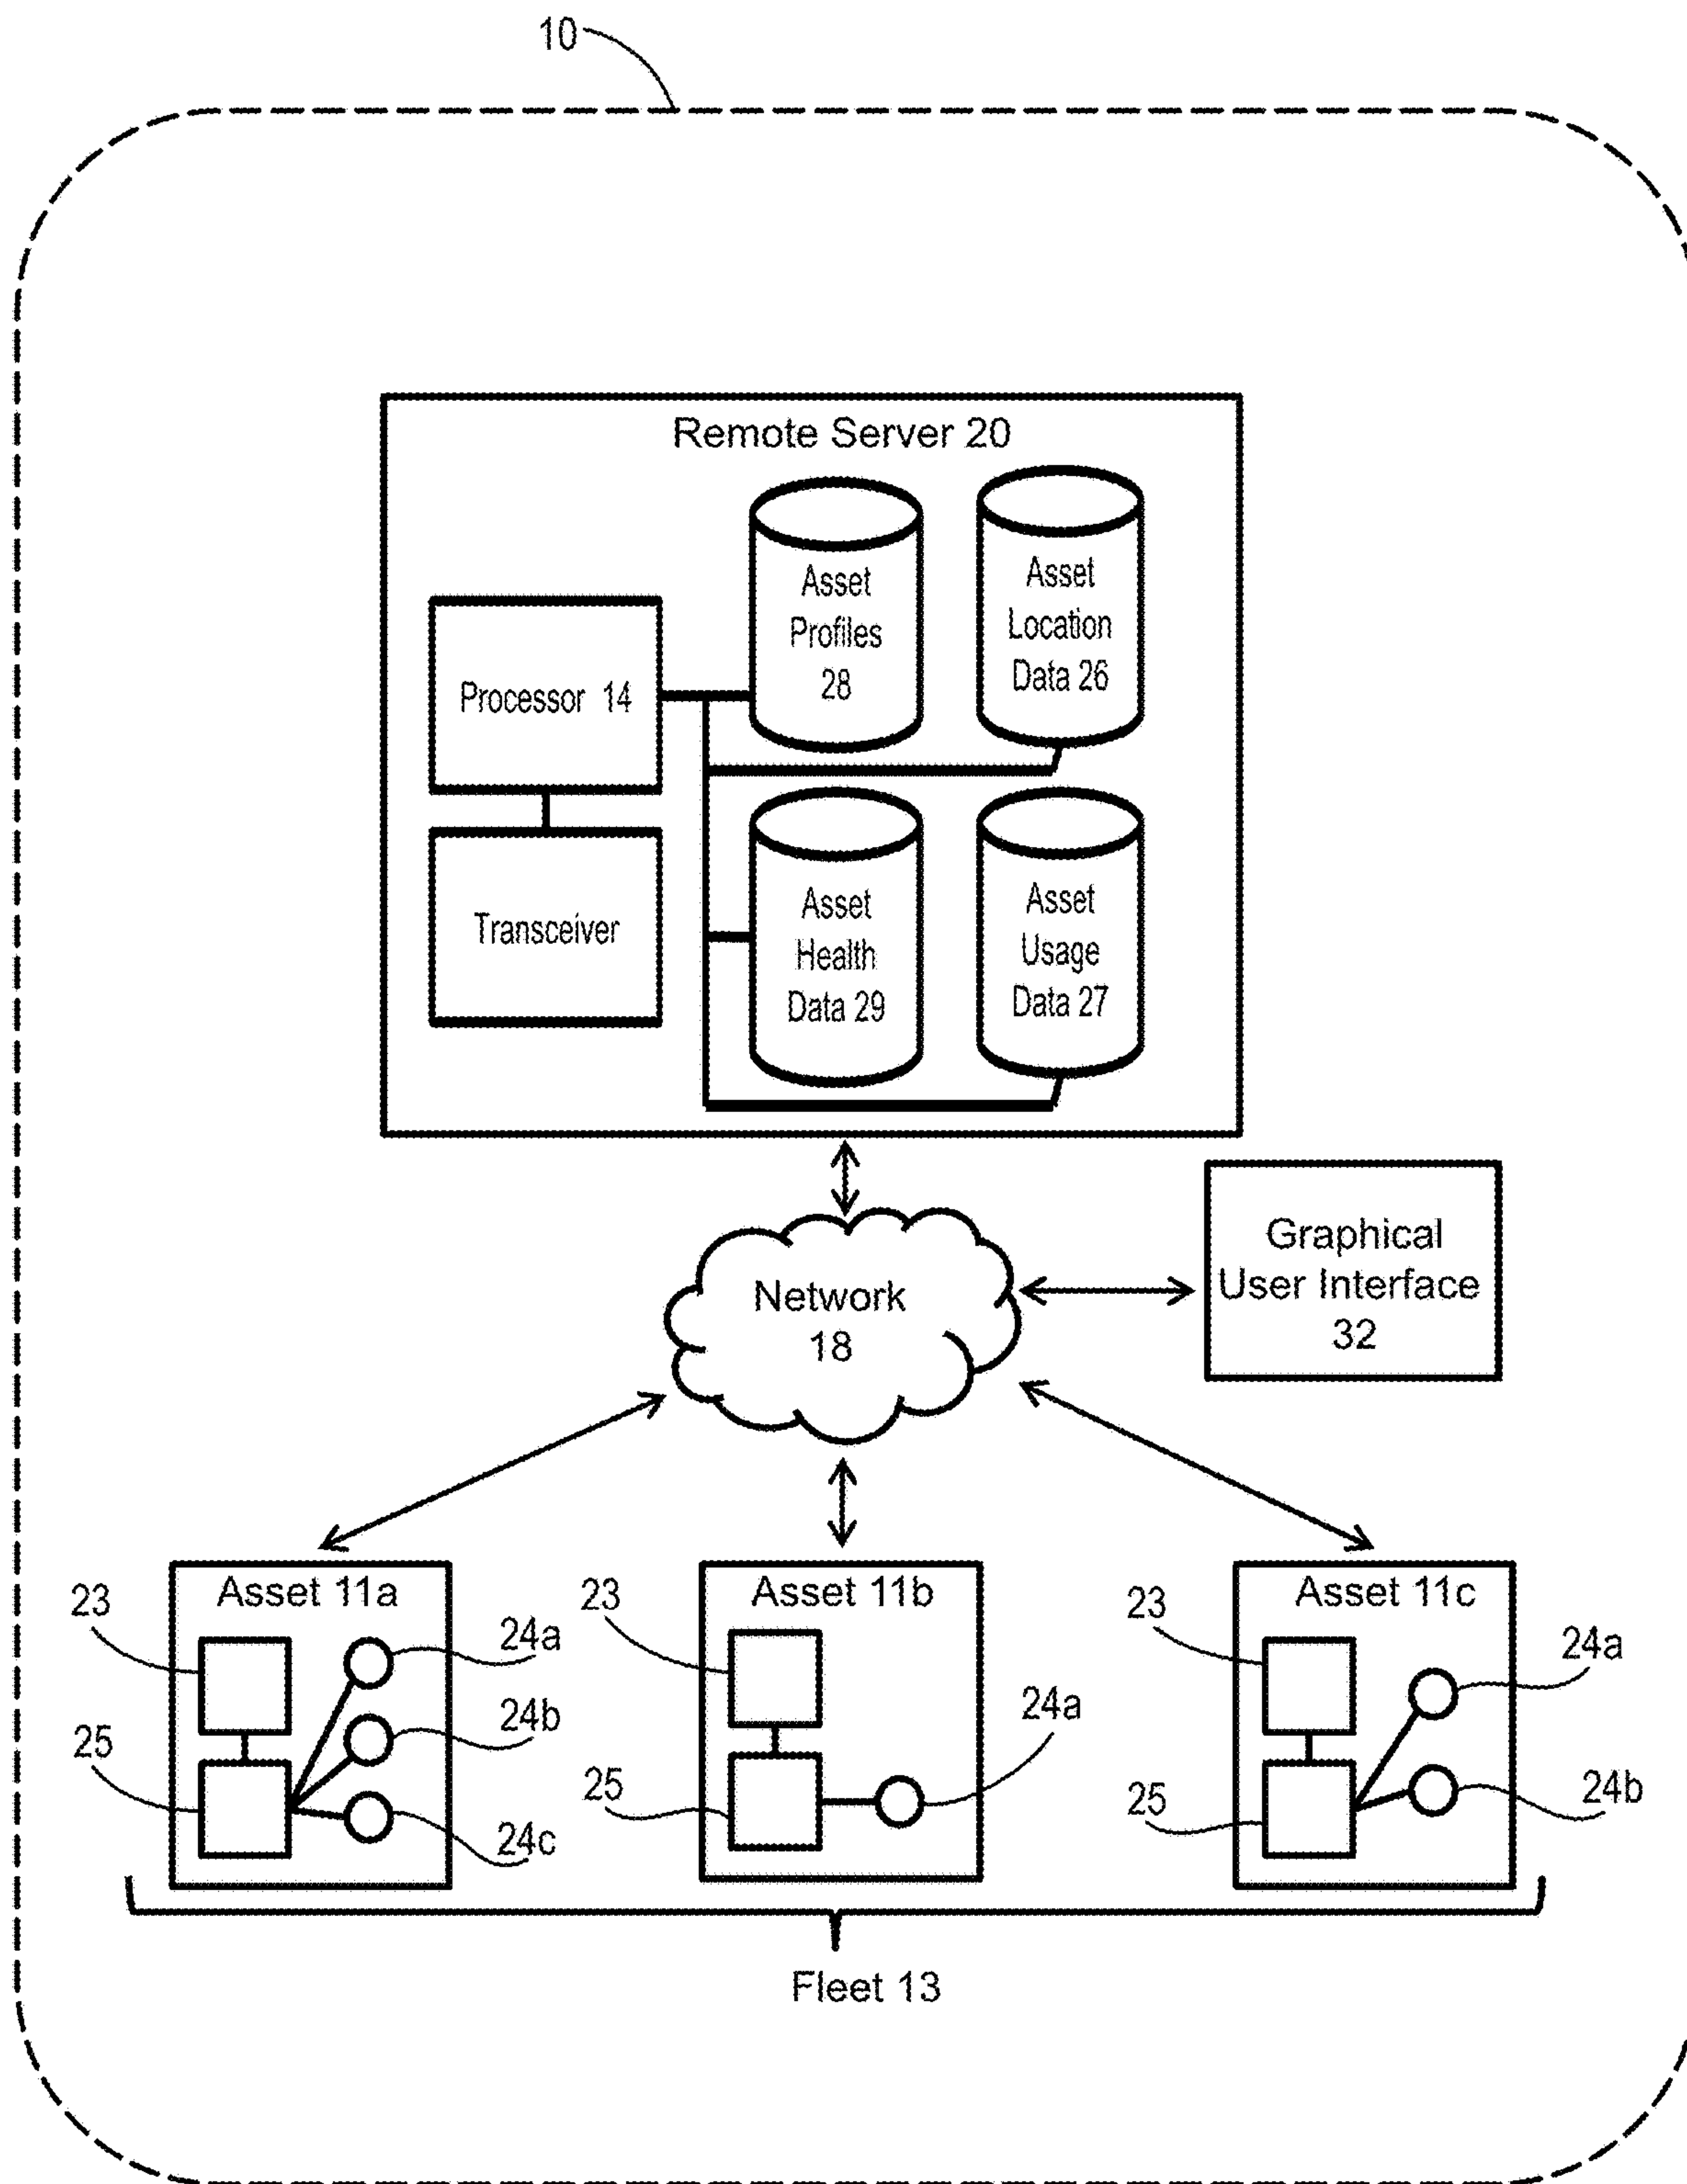 10
Remote Server 20
Asset
Profiles
28
Asset
Location
Data 26
Processor 14
Transceiver
Asset
Health
Data 29
Asset
Usage
Data 27
Graphical
User Interface
32
Network
18
Asset 11a
23
24a
24b
25
24c
Asset 11b
23
24a
25
Asset 11c
23
24a
25
24b
Fleet 13